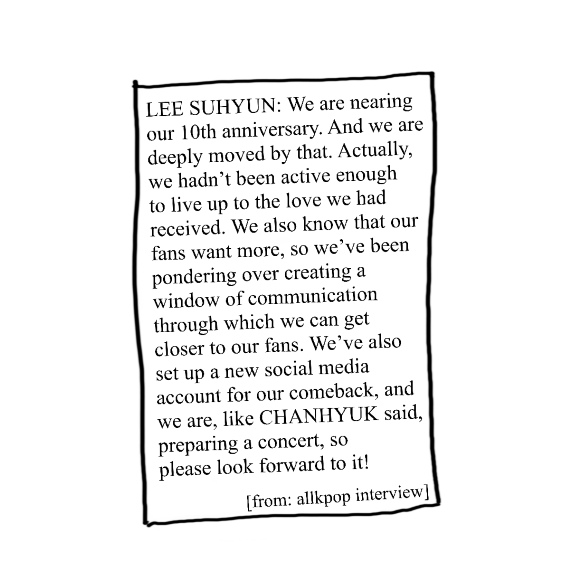 LEE SUHYUN: We are nearing
our 10th anniversary. And we are
deeply moved by that. Actually,
we hadn’t been active enough
to live up to the love we had
received. We also know that our
fans want more, so we’ve been
pondering over creating a
window of communication
through which we can get
closer to our fans. We’ve also
set up a new social media
account for our comeback, and
we are, like CHANHYUK said,
preparing a concert, so
please look forward to it!
[from: allkpop interview]